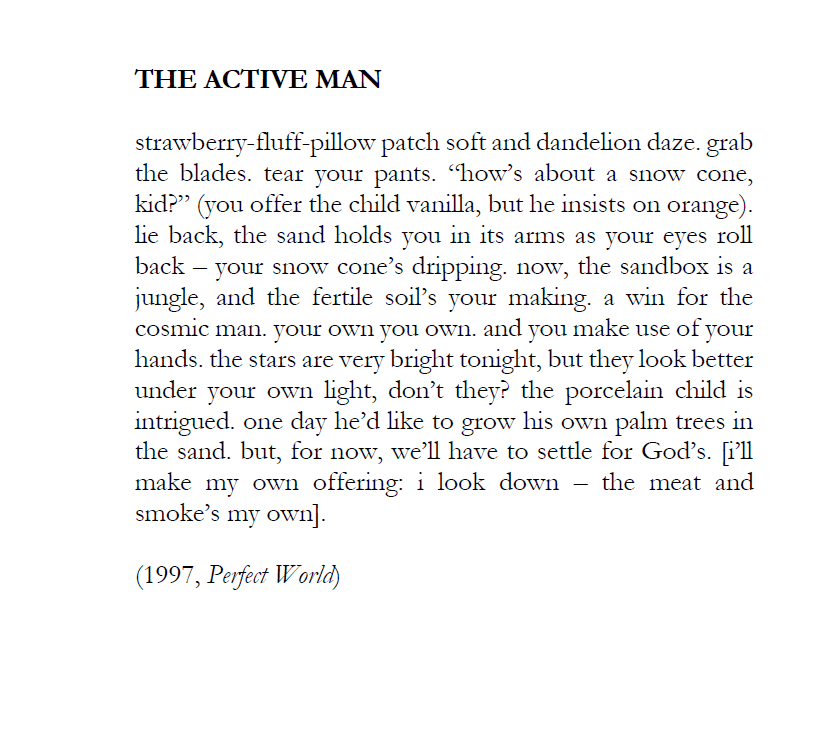 THE ACTIVE MAN
strawberry-fluff-pillow patch soft and dandelion daze. grab
the blades. tear your pants. “how’s about a snow cone,
kid?” (you offer the child vanilla, but he insists on orange).
lie back, the sand holds you in its arms as your eyes roll
back – your snow cone’s dripping. now, the sandbox is a
jungle, and the fertile soil’s your making. a win for the
cosmic man. your own you own. and you make use of your
hands. the stars are very bright tonight, but they look better
under your own light, don’t they? the porcelain child is
intrigued. one day he’d like to grow his own palm trees in
the sand. but, for now, we’ll have to settle for God’s. [i’ll
make my own offering: i look down – the meat and
smoke’s my own].
(1997, Perfect World)